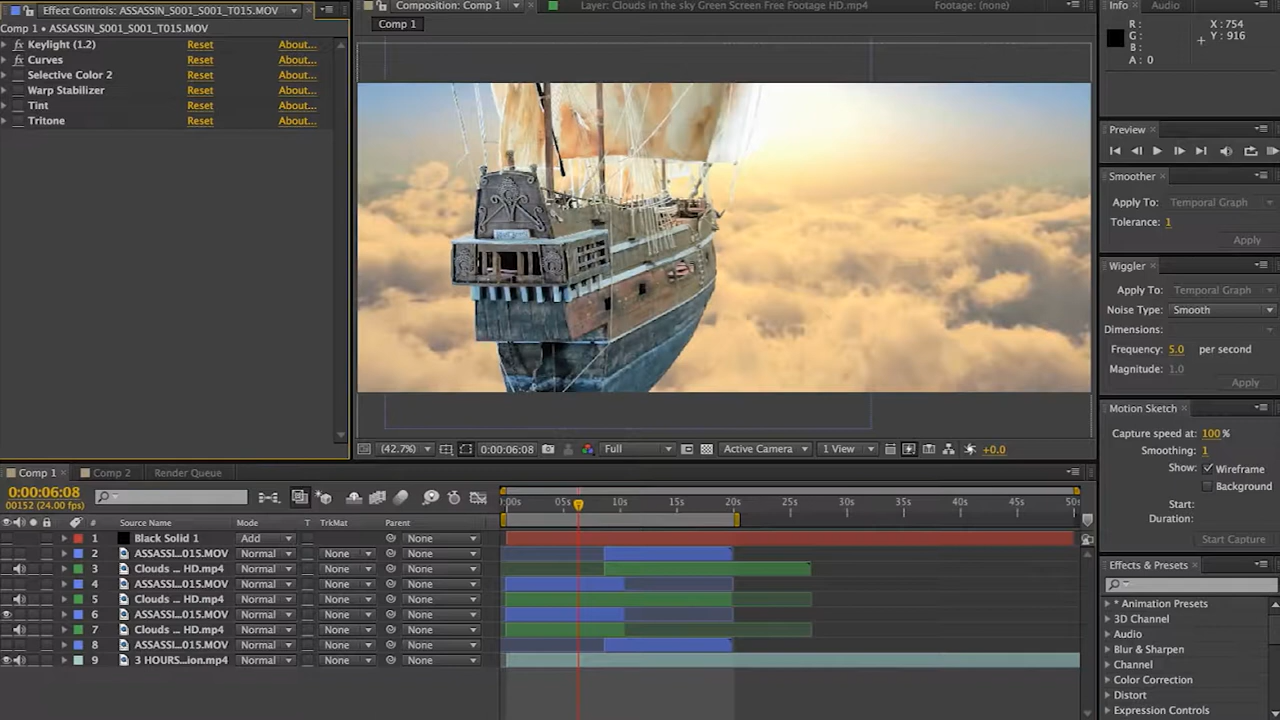 Effect Controls: ASSASSIN_S001_S001_T015.MOV
Comp 1 • ASSASSIN_S001_S001_T015.MOV
fx Keylight (1.2) Reset About...
fx Curves Reset About...
Selective Color 2 Reset About...
Warp Stabilizer Reset About...
Tint Reset About...
Tritone Reset About...
Composition: Comp 1
Layer: Clouds in the sky Green Screen Free Footage HD.mp4
Footage: (none)
Comp 1
(42.7%) 0:00:06:08 Full Active Camera 1 View +0.0
Info Audio
R: X: 754
G: Y: 916
B:
A: 0
Preview
Smoother
Apply To: Temporal Graph
Tolerance: 1
Apply
Wiggler
Apply To: Temporal Graph
Noise Type: Smooth
Dimensions:
Frequency: 5.0 per second
Magnitude: 1.0
Apply
Motion Sketch
Capture speed at: 100 %
Smoothing: 1
Show: Wireframe
Background
Start:
Duration:
Start Capture
Effects & Presets
* Animation Presets
3D Channel
Audio
Blur & Sharpen
Channel
Color Correction
Distort
Expression Controls
Comp 1 Comp 2 Render Queue
0:00:06:08
00152 (24.00 fps)
:00s 05s 10s 15s 20s 25s 30s 35s 40s 45s 50s
# Source Name Mode T TrkMat Parent
1 Black Solid 1 Add None
2 ASSASSI...015.MOV Normal None None
3 Clouds ... HD.mp4 Normal None None
4 ASSASSI...015.MOV Normal None None
5 Clouds ... HD.mp4 Normal None None
6 ASSASSI...015.MOV Normal None None
7 Clouds ... HD.mp4 Normal None None
8 ASSASSI...015.MOV Normal None None
9 3 HOURS...ion.mp4 Normal None None